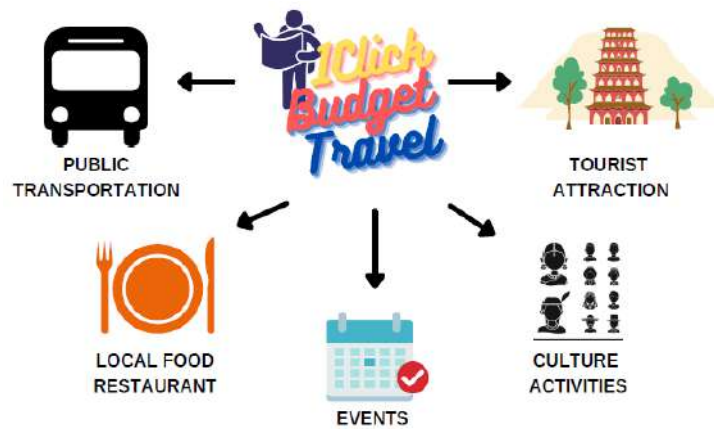 1Click
Budget
Travel
PUBLIC
TRANSPORTATION
TOURIST
ATTRACTION
LOCAL FOOD
RESTAURANT
EVENTS
CULTURE
ACTIVITIES